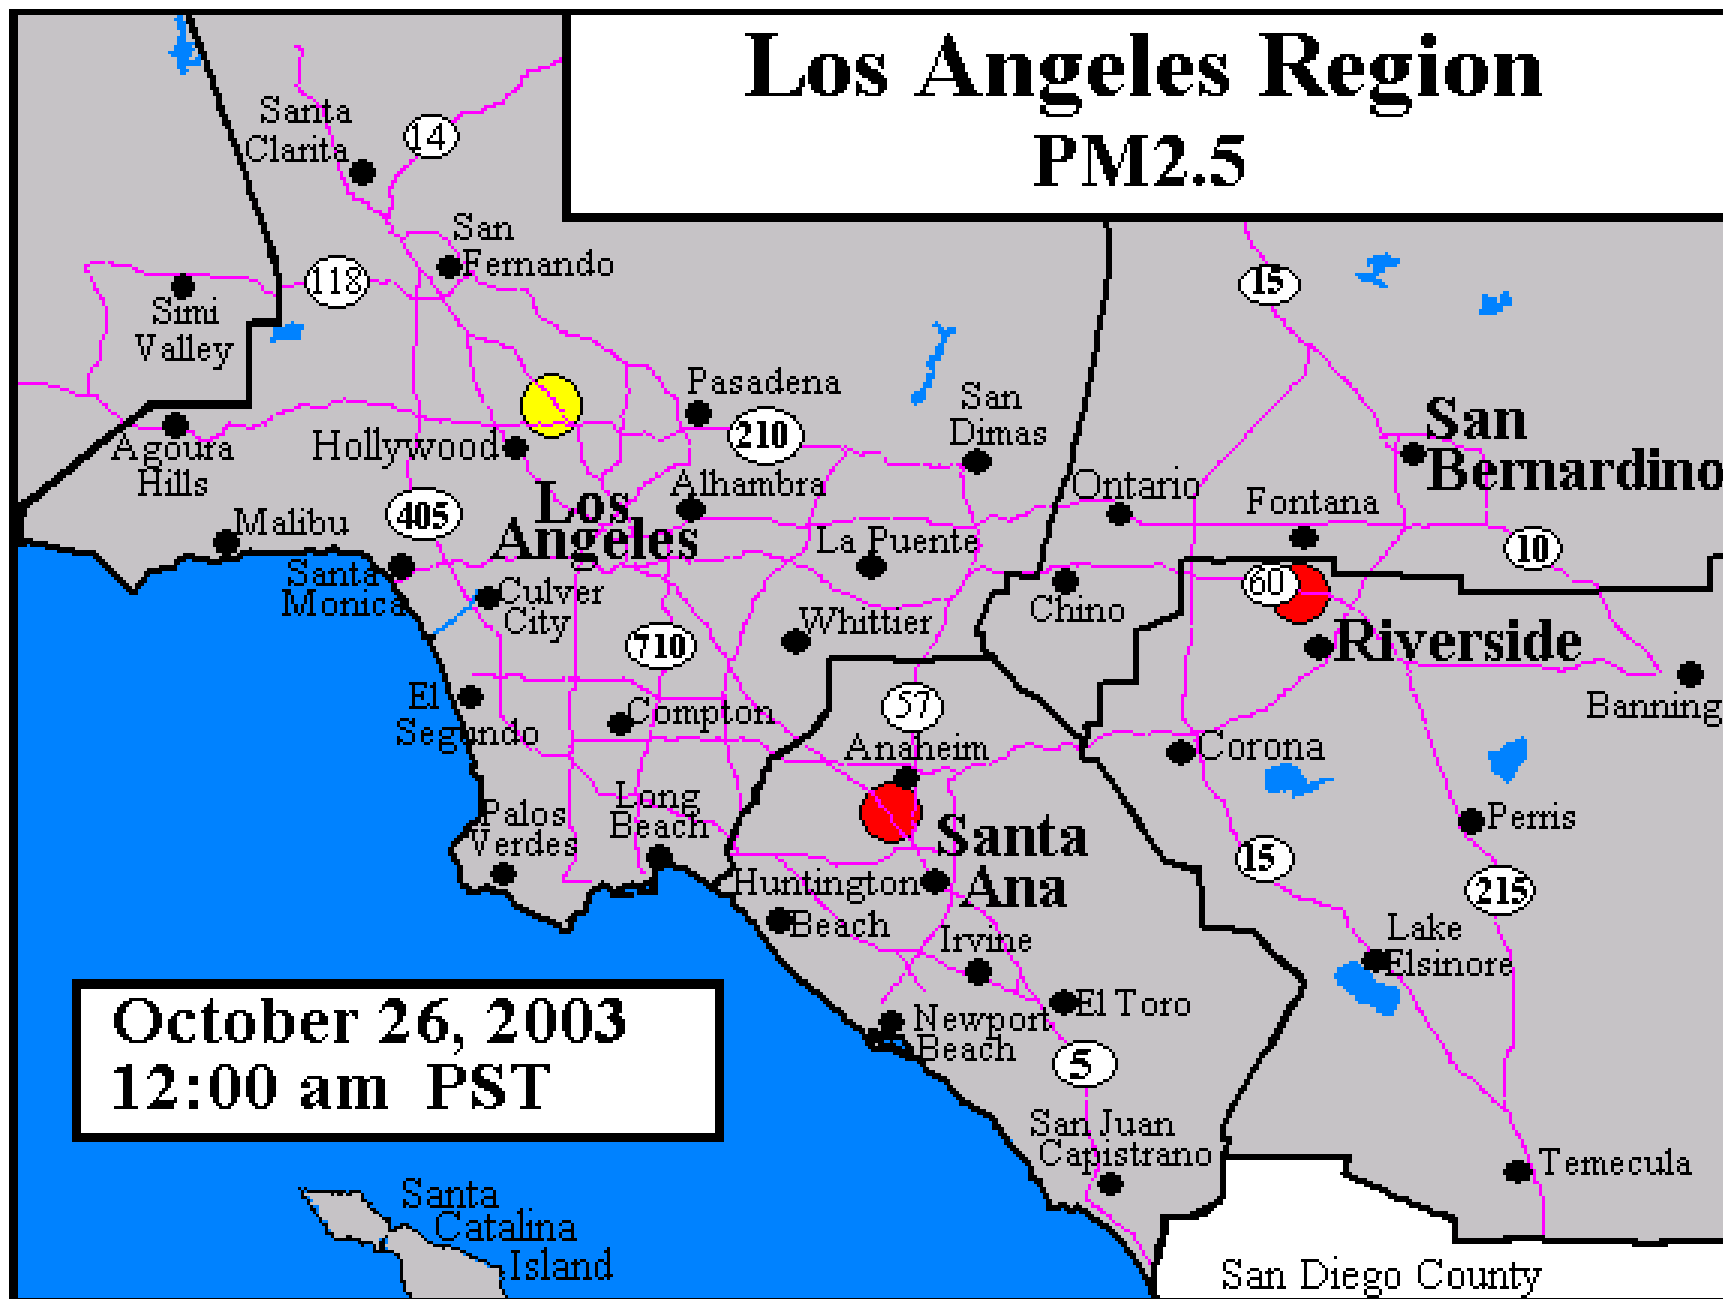 Los Angeles Region
PM2.5
Santa
Clarita
14
San
Fernando
118
Simi
Valley
15
Pasadena
San
Dimas
210
Agoura
Hills
Hollywood
San
Bernardino
Alhambra
Ontario
Fontana
405
Los
Angeles
Malibu
La Puente
10
Santa
Monica
Culver
City
60
Chino
Whittier
710
Riverside
57
Banning
El
Segundo
Compton
Anaheim
Corona
Long
Beach
Palos
Verdes
Santa
Ana
Perris
15
215
Huntington
Beach
Irvine
Lake
Elsinore
El Toro
Newport
Beach
5
October 26, 2003
12:00 am PST
San Juan
Capistrano
Temecula
Santa
Catalina
Island
San Diego County